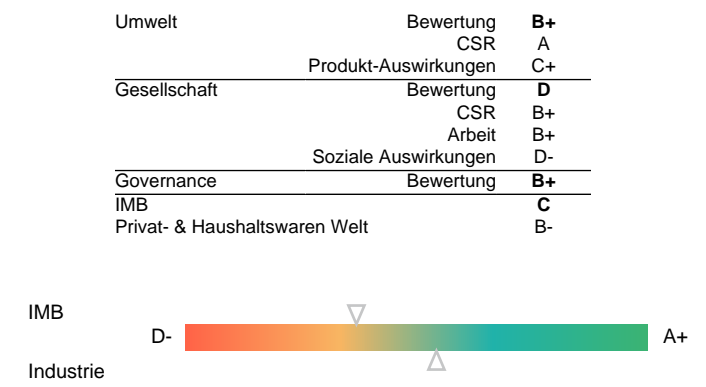 Umwelt Bewertung B+
CSR A
Produkt-Auswirkungen C+
Gesellschaft Bewertung D
CSR B+
Arbeit B+
Soziale Auswirkungen D-
Governance Bewertung B+
IMB C
Privat- & Haushaltswaren Welt B-
IMB
D- A+
Industrie